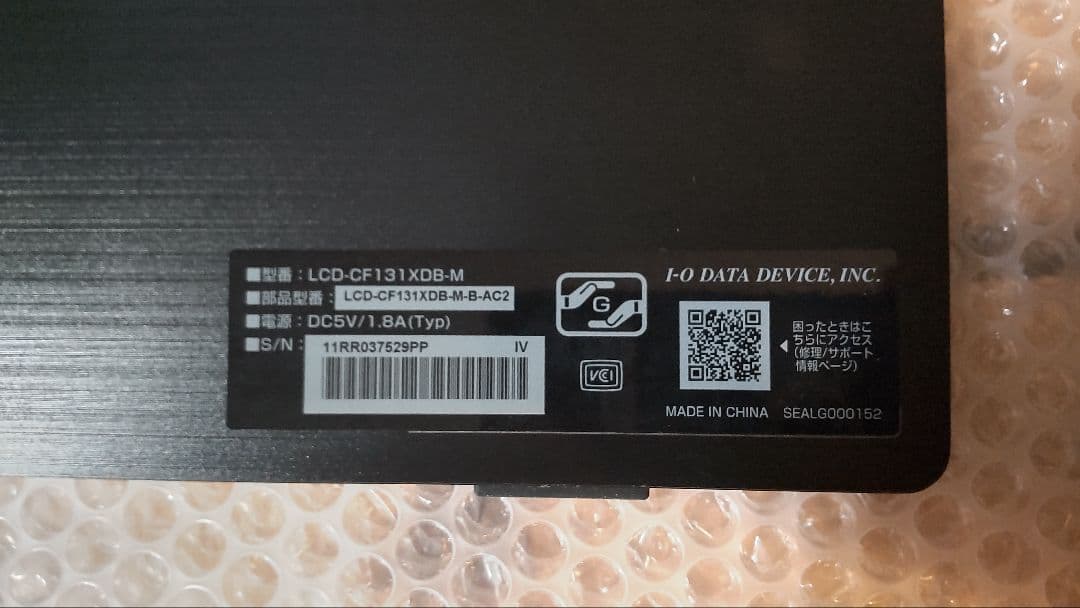 ■型番：LCD-CF131XDB-M
■部品型番：LCD-CF131XDB-M-B-AC2
■電源：DC5V/1.8A(Typ)
■S/N：
11RR037529PP IV
G
VCCI
I-O DATA DEVICE, INC.
困ったときはこ
ちらにアクセス
(修理/サポート
情報ページ)
MADE IN CHINA SEALG000152